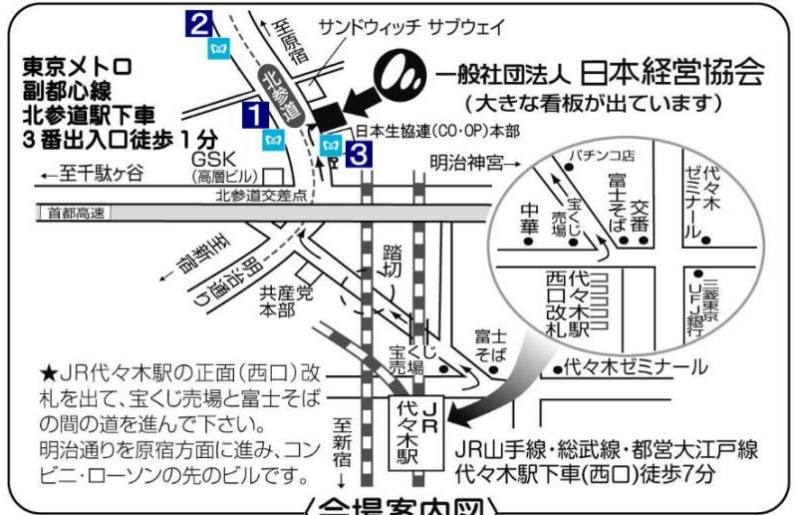 2
至原宿
サンドウィッチ サブウェイ
東京メトロ
副都心線
北参道駅下車
3番出入口徒歩1分
北参道
1
一般社団法人 日本経営協会
(大きな看板が出ています)
日本生協連(CO・OP)本部
3
GSK
(高層ビル)
明治神宮→
←至千駄ヶ谷
北参道交差点
首都高速
至新宿
明治通り
共産党
本部
踏切
パチンコ店
中華
宝くじ
売場
富士そば
交番
代々木
ゼミナール
代々木駅
西口改札
三菱東京
UFJ銀行
宝くじ
売場
富士
そば
代々木ゼミナール
★JR代々木駅の正面(西口)改
札を出て、宝くじ売場と富士そば
の間の道を進んで下さい。
明治通りを原宿方面に進み、コン
ビニ・ローソンの先のビルです。
至新宿
JR
代々木駅
JR山手線・総武線・都営大江戸線
代々木駅下車(西口)徒歩7分
〈会場案内図〉